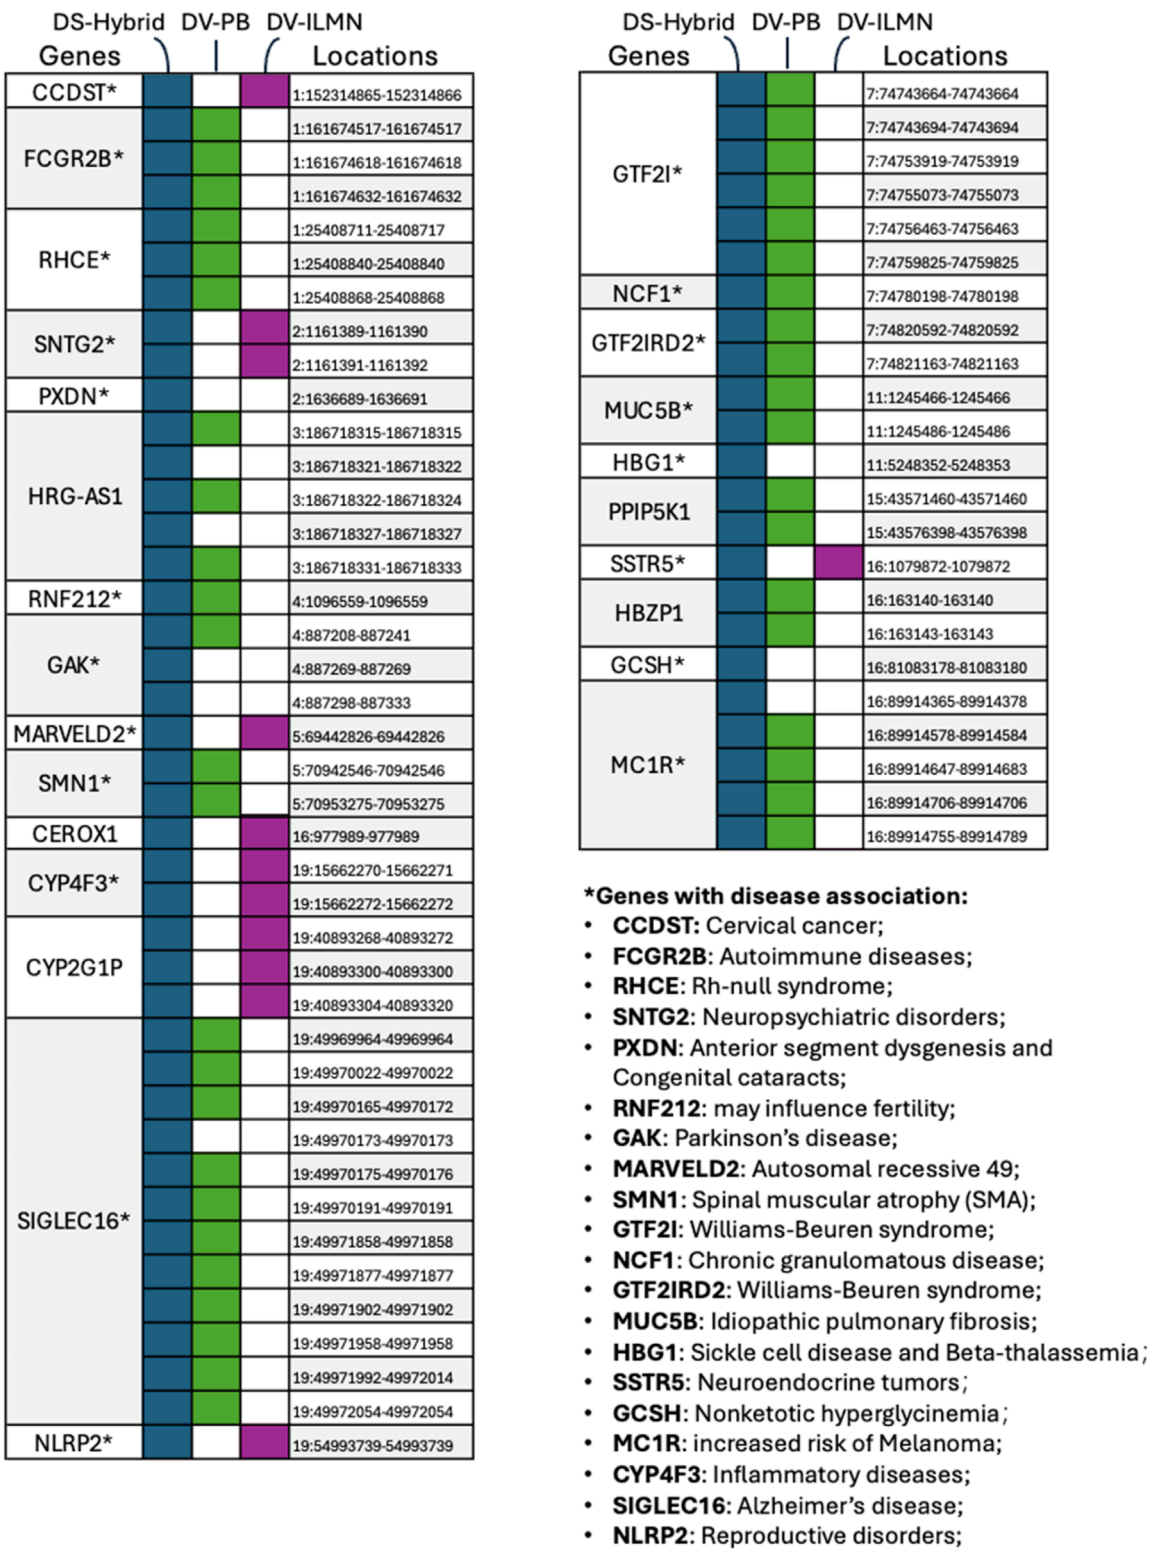 DS-Hybrid DV-PB DV-ILMN
Genes Locations
CCDST* 1:152314865-152314866
FCGR2B* 1:161674517-161674517
1:161674618-161674618
1:161674632-161674632
RHCE* 1:25408711-25408717
1:25408840-25408840
1:25408868-25408868
SNTG2* 2:1161389-1161390
2:1161391-1161392
PXDN* 2:1636689-1636691
HRG-AS1 3:186718315-186718315
3:186718321-186718322
3:186718322-186718324
3:186718327-186718327
3:186718331-186718333
RNF212* 4:1096559-1096559
GAK* 4:887208-887241
4:887269-887269
4:887298-887333
MARVELD2* 5:69442826-69442826
SMN1* 5:70942546-70942546
5:70953275-70953275
CEROX1 16:977989-977989
CYP4F3* 19:15662270-15662271
19:15662272-15662272
CYP2G1P 19:40893268-40893272
19:40893300-40893300
19:40893304-40893320
SIGLEC16* 19:49969964-49969964
19:49970022-49970022
19:49970165-49970172
19:49970173-49970173
19:49970175-49970176
19:49970191-49970191
19:49971858-49971858
19:49971877-49971877
19:49971902-49971902
19:49971958-49971958
19:49971992-49972014
19:49972054-49972054
NLRP2* 19:54993739-54993739
DS-Hybrid DV-PB DV-ILMN
Genes Locations
GTF2I* 7:74743664-74743664
7:74743694-74743694
7:74753919-74753919
7:74755073-74755073
7:74756463-74756463
7:74759825-74759825
NCF1* 7:74780198-74780198
GTF2IRD2* 7:74820592-74820592
7:74821163-74821163
MUC5B* 11:1245466-1245466
11:1245486-1245486
HBG1* 11:5248352-5248353
PPIP5K1 15:43571460-43571460
15:43576398-43576398
SSTR5* 16:1079872-1079872
HBZP1 16:163140-163140
16:163143-163143
GCSH* 16:81083178-81083180
MC1R* 16:89914365-89914378
16:89914578-89914584
16:89914647-89914683
16:89914706-89914706
16:89914755-89914789
*Genes with disease association:
• CCDST: Cervical cancer;
• FCGR2B: Autoimmune diseases;
• RHCE: Rh-null syndrome;
• SNTG2: Neuropsychiatric disorders;
• PXDN: Anterior segment dysgenesis and
Congenital cataracts;
• RNF212: may influence fertility;
• GAK: Parkinson's disease;
• MARVELD2: Autosomal recessive 49;
• SMN1: Spinal muscular atrophy (SMA);
• GTF2I: Williams-Beuren syndrome;
• NCF1: Chronic granulomatous disease;
• GTF2IRD2: Williams-Beuren syndrome;
• MUC5B: Idiopathic pulmonary fibrosis;
• HBG1: Sickle cell disease and Beta-thalassemia;
• SSTR5: Neuroendocrine tumors;
• GCSH: Nonketotic hyperglycinemia;
• MC1R: increased risk of Melanoma;
• CYP4F3: Inflammatory diseases;
• SIGLEC16: Alzheimer's disease;
• NLRP2: Reproductive disorders;